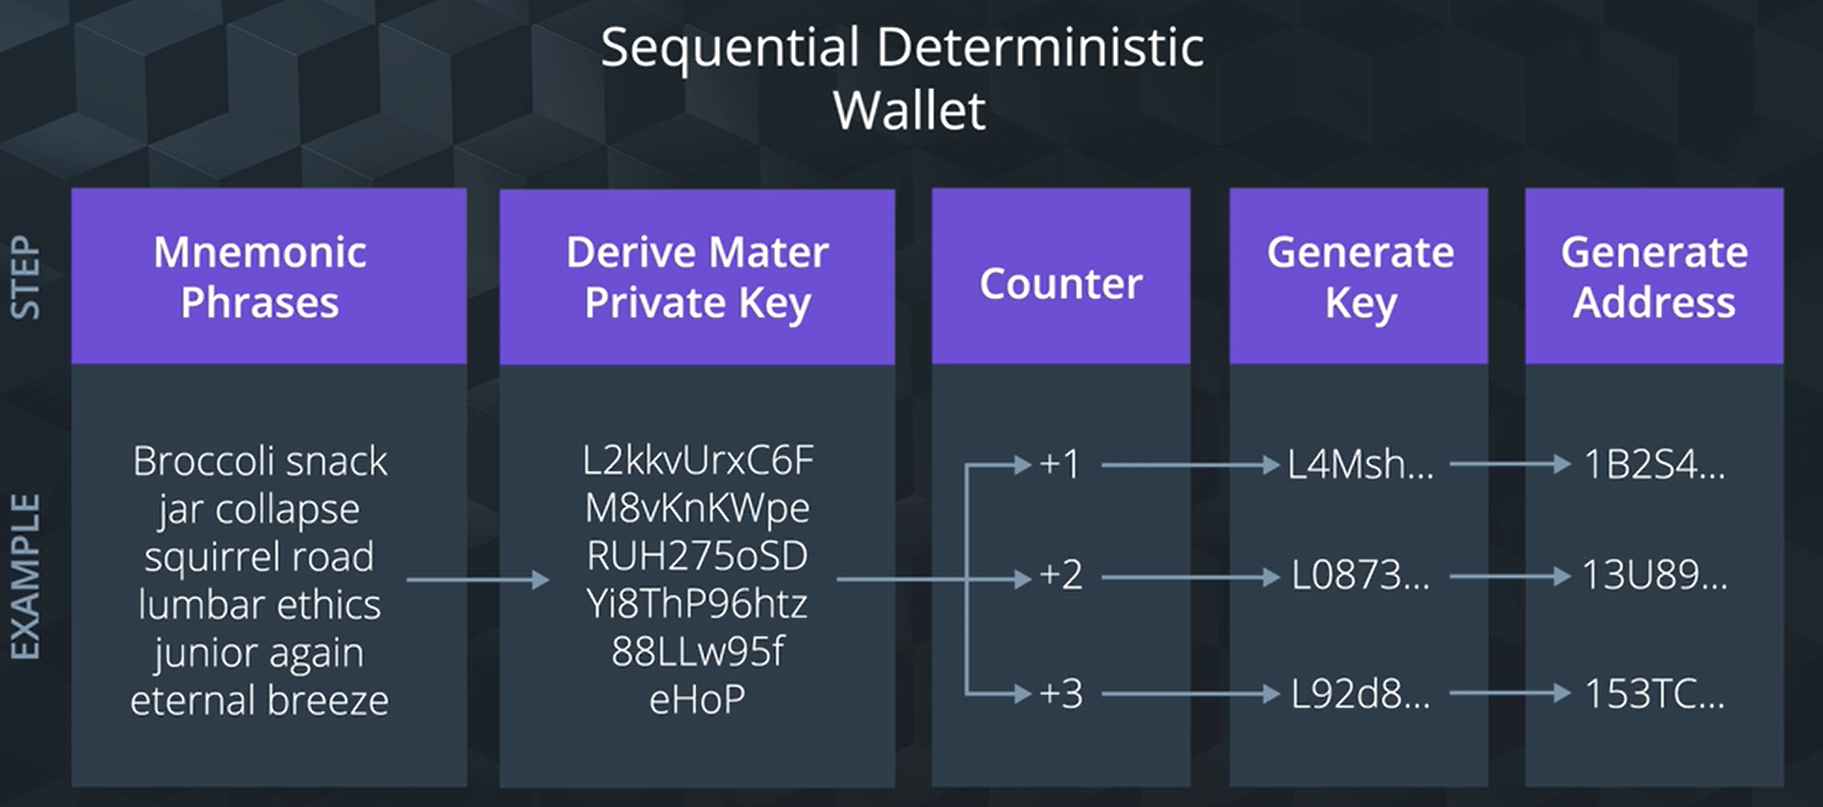 Sequential Deterministic
Wallet
STEP
Mnemonic
Phrases
Derive Mater
Private Key
Counter
Generate
Key
Generate
Address
EXAMPLE
Broccoli snack
jar collapse
squirrel road
lumbar ethics
junior again
eternal breeze
L2kkvUrxC6F
M8vKnKWpe
RUH275oSD
Yi8ThP96htz
88LLw95f
eHoP
+1
L4Msh...
1B2S4...
+2
L0873...
13U89...
+3
L92d8...
153TC...